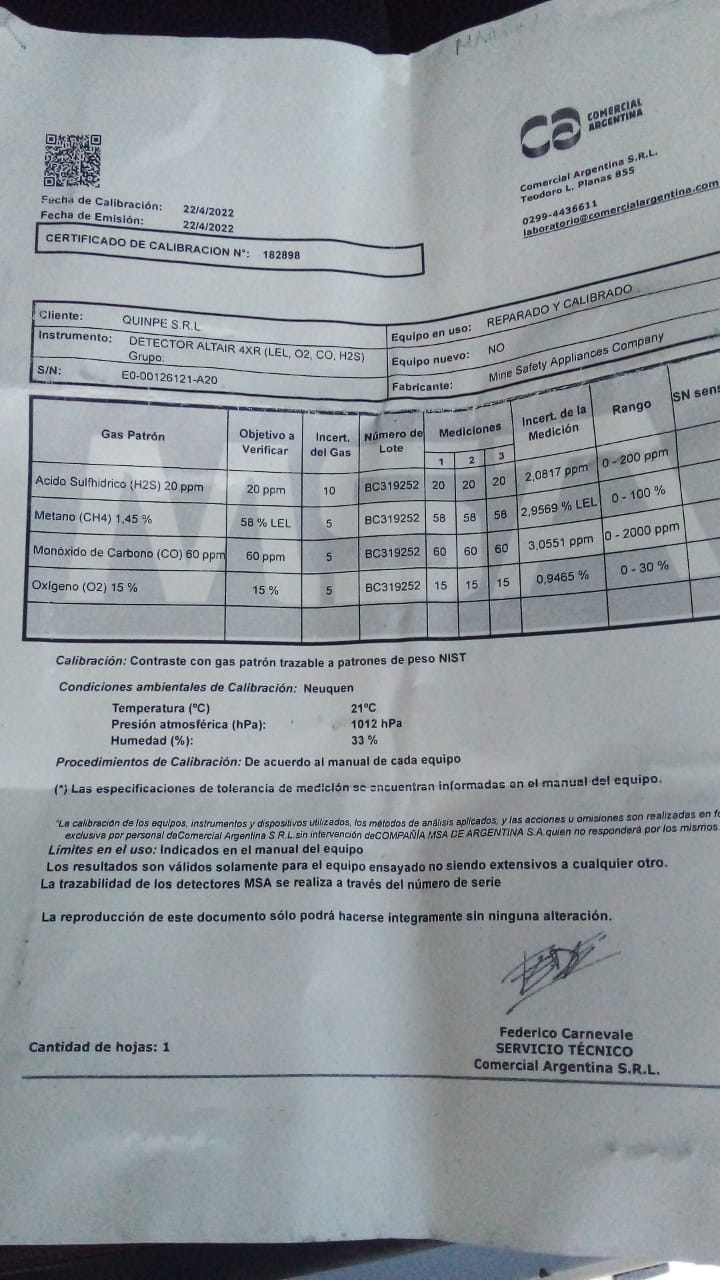 COMERCIAL
ARGENTINA
Comercial Argentina S.R.L.
Teodoro L. Planas 855
0299-4436611
laboratorio@comercialargentina.com
Fecha de Calibración: 22/4/2022
Fecha de Emisión: 22/4/2022
CERTIFICADO DE CALIBRACION N°: 182898
Cliente: QUINPE S.R.L.
Instrumento: DETECTOR ALTAIR 4XR (LEL, O2, CO, H2S)
Grupo:
S/N: E0-00126121-A20
Equipo en uso: REPARADO Y CALIBRADO
Equipo nuevo: NO
Fabricante: Mine Safety Appliances Company
Gas Patrón Objetivo a Verificar Incert. del Gas Número de Lote Mediciones 1 2 3 Incert. de la Medición Rango SN sens
Acido Sulfhidrico (H2S) 20 ppm 20 ppm 10 BC319252 20 20 20 2,0817 ppm 0 - 200 ppm
Metano (CH4) 1,45 % 58 % LEL 5 BC319252 58 58 58 2,9569 % LEL 0 - 100 %
Monóxido de Carbono (CO) 60 ppm 60 ppm 5 BC319252 60 60 60 3,0551 ppm 0 - 2000 ppm
Oxígeno (O2) 15 % 15 % 5 BC319252 15 15 15 0,9465 % 0 - 30 %
Calibración: Contraste con gas patrón trazable a patrones de peso NIST
Condiciones ambientales de Calibración: Neuquen
Temperatura (ºC) 21ºC
Presión atmosférica (hPa): 1012 hPa
Humedad (%): 33 %
Procedimientos de Calibración: De acuerdo al manual de cada equipo
(*) Las especificaciones de tolerancia de medición se encuentran informadas en el manual del equipo.
"La calibración de los equipos, instrumentos y dispositivos utilizados, los métodos de análisis aplicados, y las acciones u omisiones son realizadas en
exclusiva por personal deComercial Argentina S.R.L.sin intervención deCOMPAÑÍA MSA DE ARGENTINA S.A.quien no responderá por los mismos
Límites en el uso: Indicados en el manual del equipo
Los resultados son válidos solamente para el equipo ensayado no siendo extensivos a cualquier otro.
La trazabilidad de los detectores MSA se realiza a través del número de serie
La reproducción de este documento sólo podrá hacerse integramente sin ninguna alteración.
Federico Carnevale
SERVICIO TÉCNICO
Comercial Argentina S.R.L.
Cantidad de hojas: 1